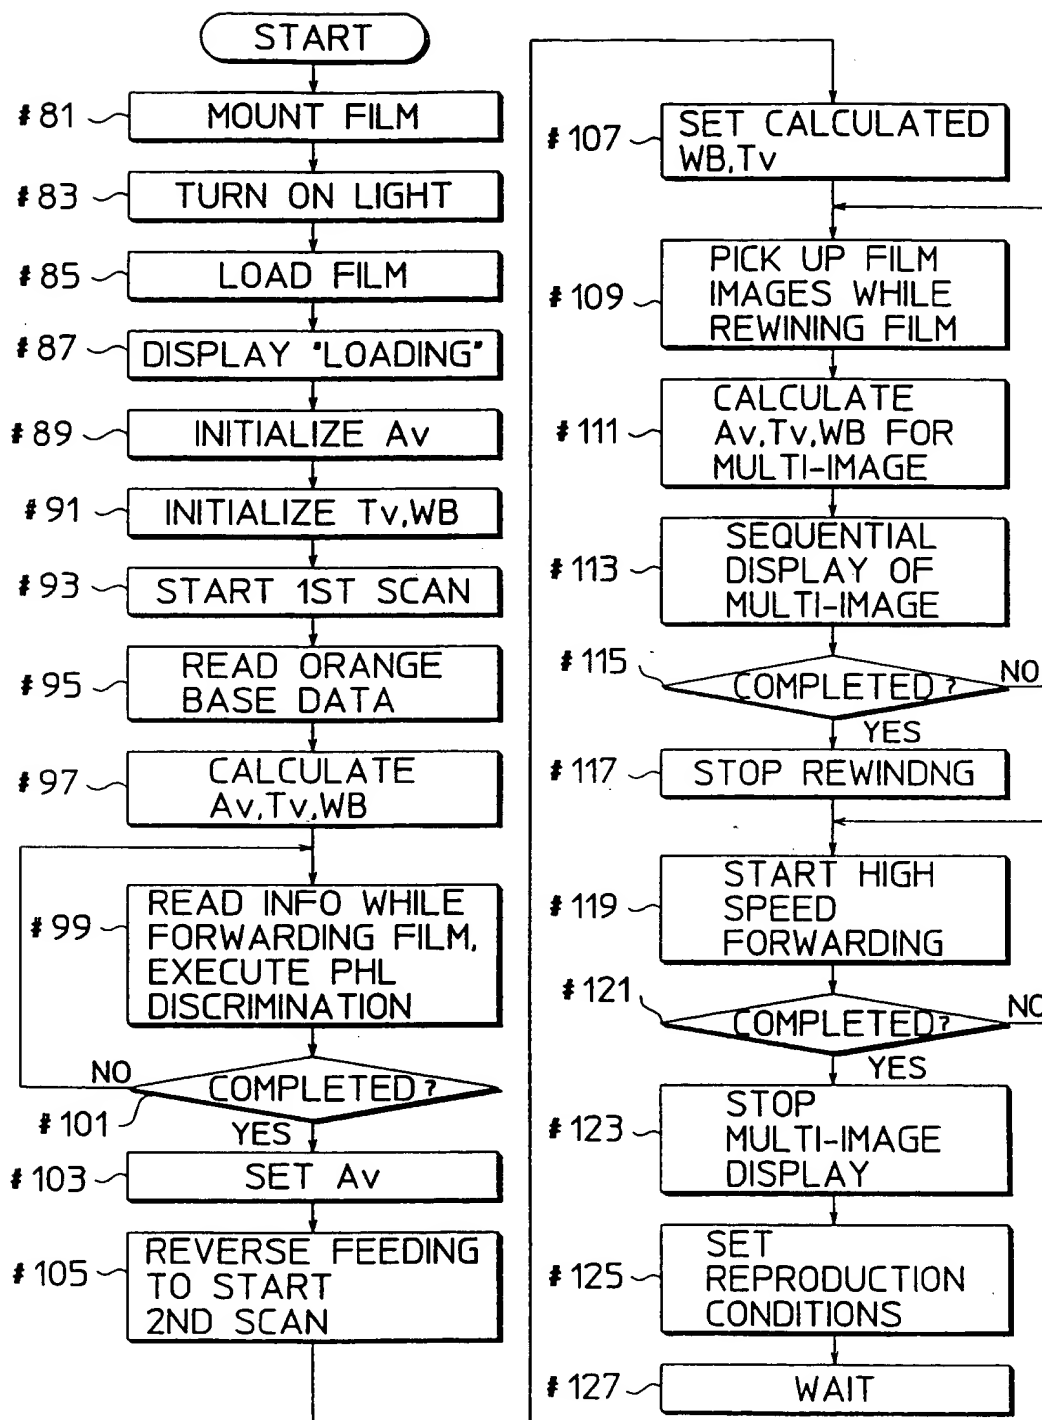 START
#81
MOUNT FILM
#83
TURN ON LIGHT
#85
LOAD FILM
#87
DISPLAY "LOADING"
#89
INITIALIZE Av
#91
INITIALIZE Tv,WB
#93
START 1ST SCAN
#95
READ ORANGE
BASE DATA
#97
CALCULATE
Av,Tv,WB
#99
READ INFO WHILE
FORWARDING FILM,
EXECUTE PHL
DISCRIMINATION
NO
COMPLETED?
#101
YES
#103
SET Av
#105
REVERSE FEEDING
TO START
2ND SCAN
#107
SET CALCULATED
WB,Tv
#109
PICK UP FILM
IMAGES WHILE
REWINING FILM
#111
CALCULATE
Av,Tv,WB FOR
MULTI-IMAGE
#113
SEQUENTIAL
DISPLAY OF
MULTI-IMAGE
#115
COMPLETED?
NO
YES
#117
STOP REWINDNG
#119
START HIGH
SPEED
FORWARDING
#121
COMPLETED?
NO
YES
#123
STOP
MULTI-IMAGE
DISPLAY
#125
SET
REPRODUCTION
CONDITIONS
#127
WAIT